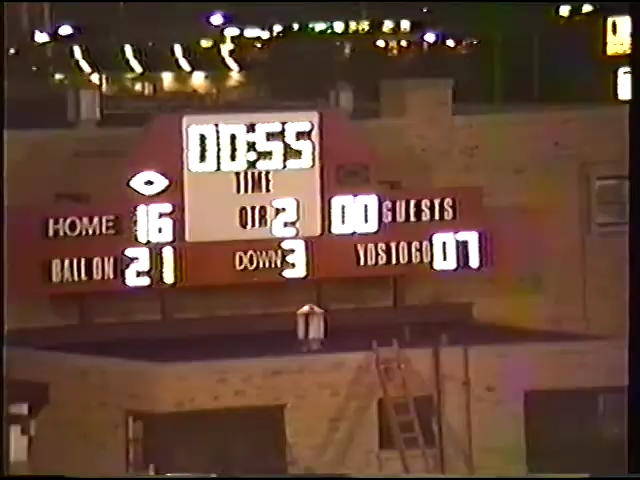 00:55
TIME
HOME 16 QTR 2 00 GUESTS
BALL ON 21 DOWN 3 YDS TO GO 07